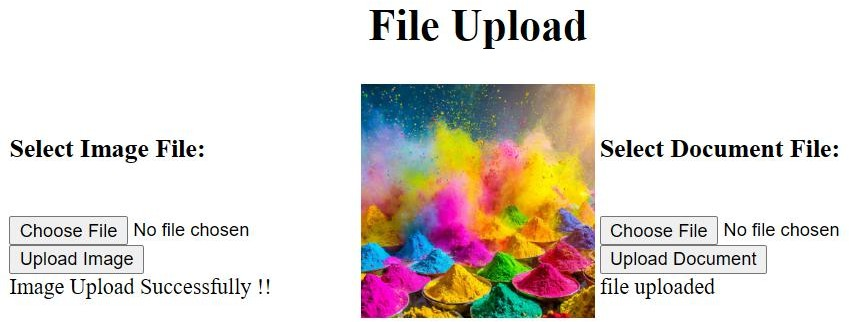 File Upload
Select Image File:
Choose File No file chosen
Upload Image
Image Upload Successfully !!
Select Document File:
Choose File No file chosen
Upload Document
file uploaded